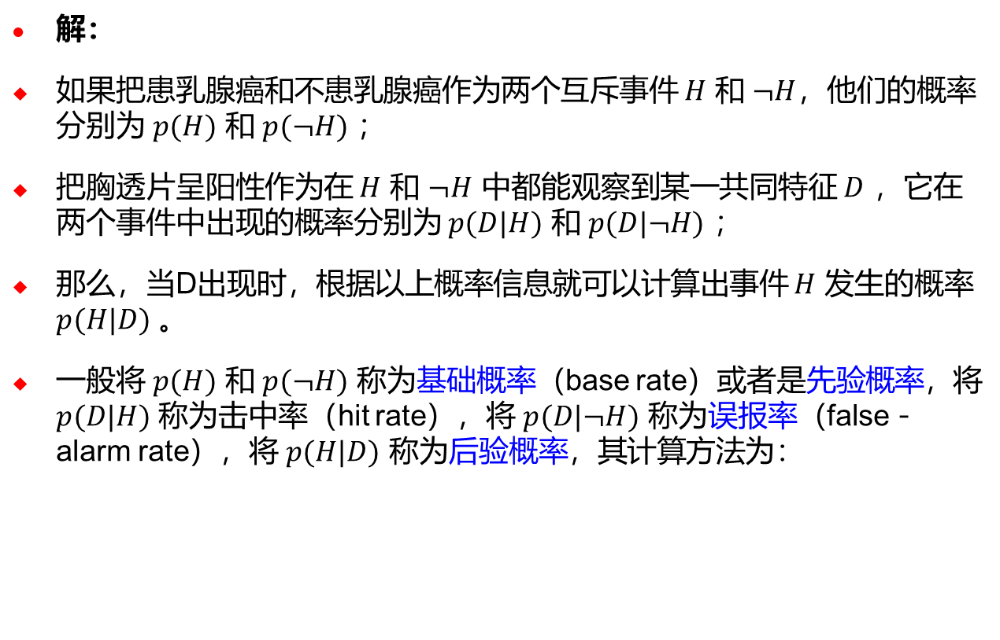 解：
如果把患乳腺癌和不患乳腺癌作为两个互斥事件 H 和 ¬H，他们的概率
分别为 p(H) 和 p(¬H)；
把胸透片呈阳性作为在 H 和 ¬H 中都能观察到某一共同特征 D ，它在
两个事件中出现的概率分别为 p(D|H) 和 p(D|¬H)；
那么，当D出现时，根据以上概率信息就可以计算出事件 H 发生的概率
p(H|D) 。
一般将 p(H) 和 p(¬H) 称为基础概率（base rate）或者是先验概率，将
p(D|H) 称为击中率（hit rate），将 p(D|¬H) 称为误报率（false -
alarm rate），将 p(H|D) 称为后验概率，其计算方法为：